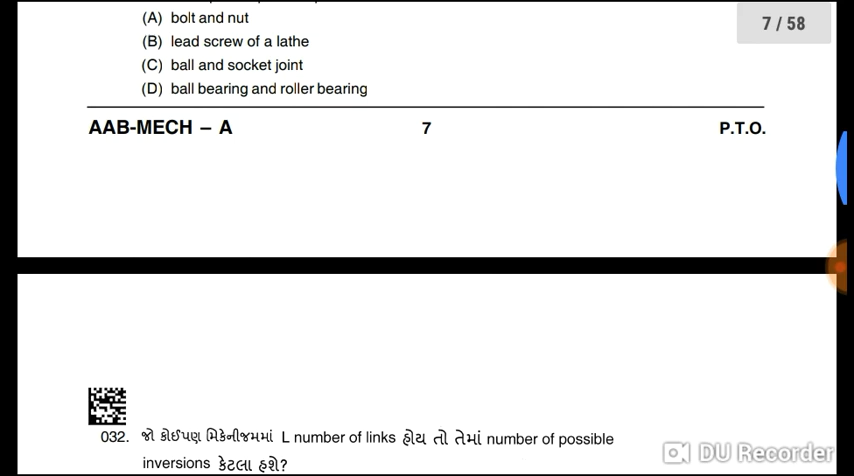 (A) bolt and nut
7 / 58
(B) lead screw of a lathe
(C) ball and socket joint
(D) ball bearing and roller bearing
AAB-MECH – A 7 P.T.O.
032. જો કોઈપણ મિકેનીજમમાં L number of links હોય તો તેમાં number of possible
inversions કેટલા હશે?
DU Recorder